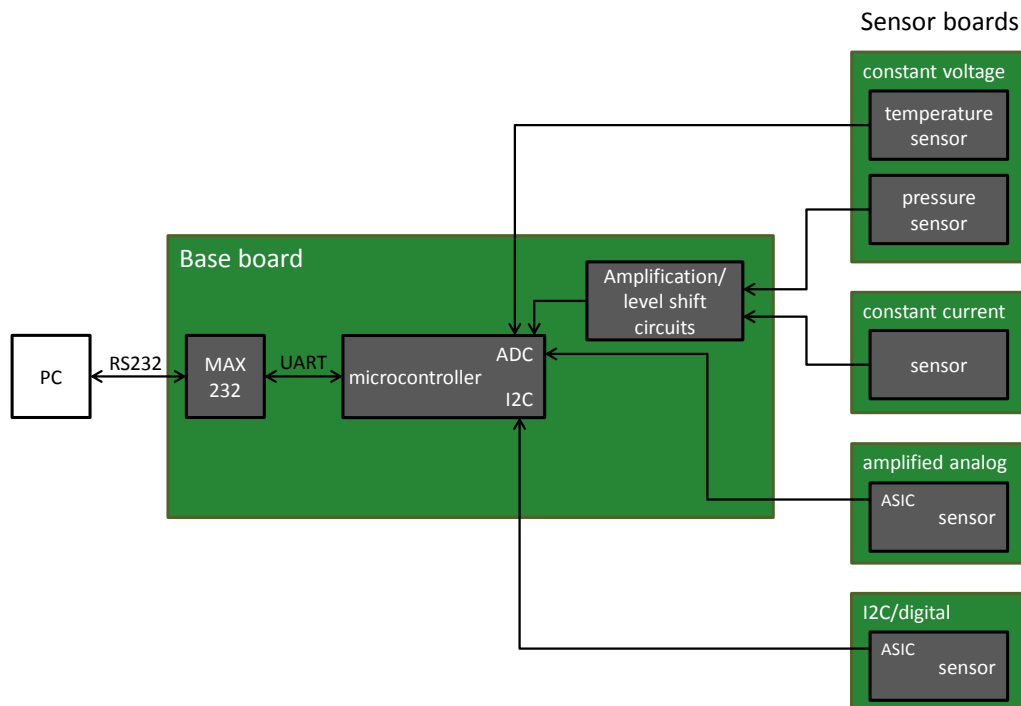 Sensor boards
constant voltage
temperature
sensor
pressure
sensor
Base board
Amplification/
level shift
circuits
constant current
sensor
PC
RS232
MAX
232
UART
microcontroller
ADC
I2C
amplified analog
ASIC
sensor
I2C/digital
ASIC
sensor